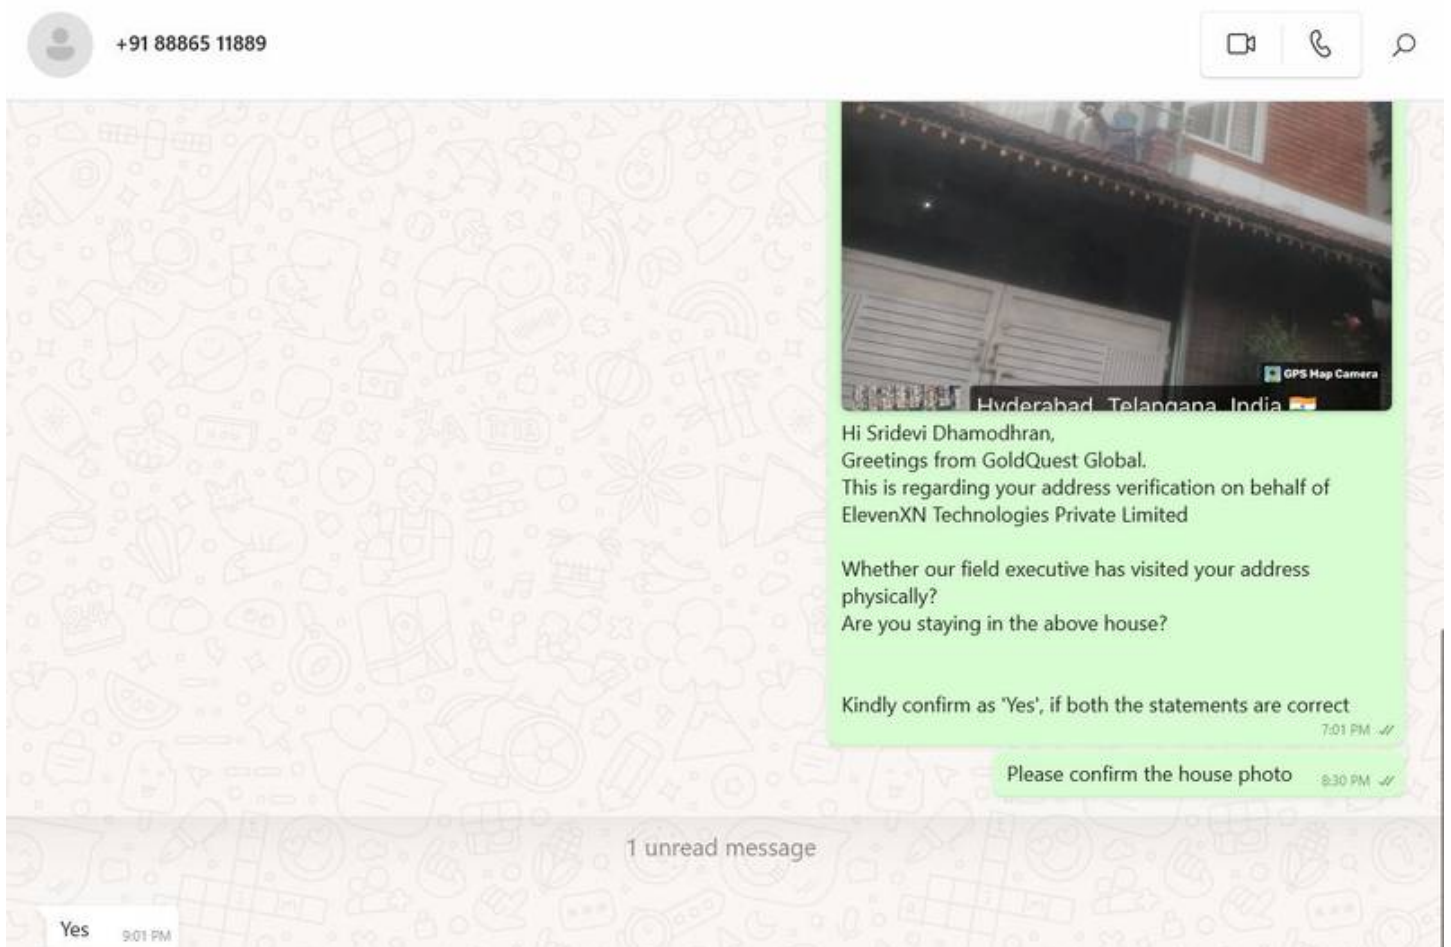 +91 88865 11889
GPS Map Camera
Hyderabad, Telangana, India
Hi Sridevi Dhamodhran,
Greetings from GoldQuest Global.
This is regarding your address verification on behalf of
ElevenXN Technologies Private Limited
Whether our field executive has visited your address
physically?
Are you staying in the above house?
Kindly confirm as 'Yes', if both the statements are correct
7:01 PM
Please confirm the house photo 8:30 PM
1 unread message
Yes 9:01 PM